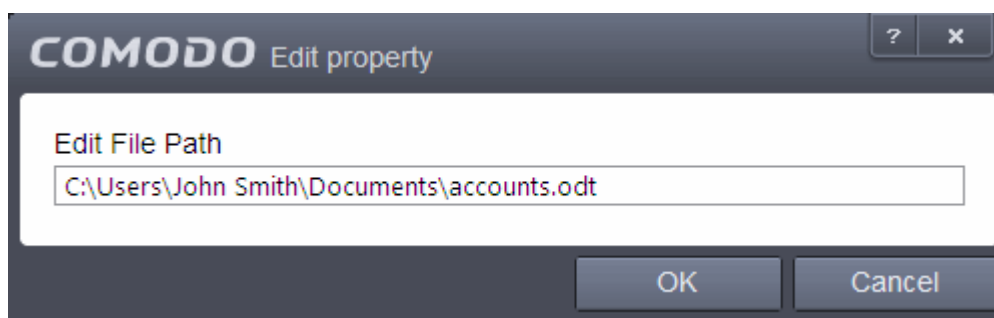 COMODO Edit property ? ×
Edit File Path
C:\Users\John Smith\Documents\accounts.odt
OK Cancel